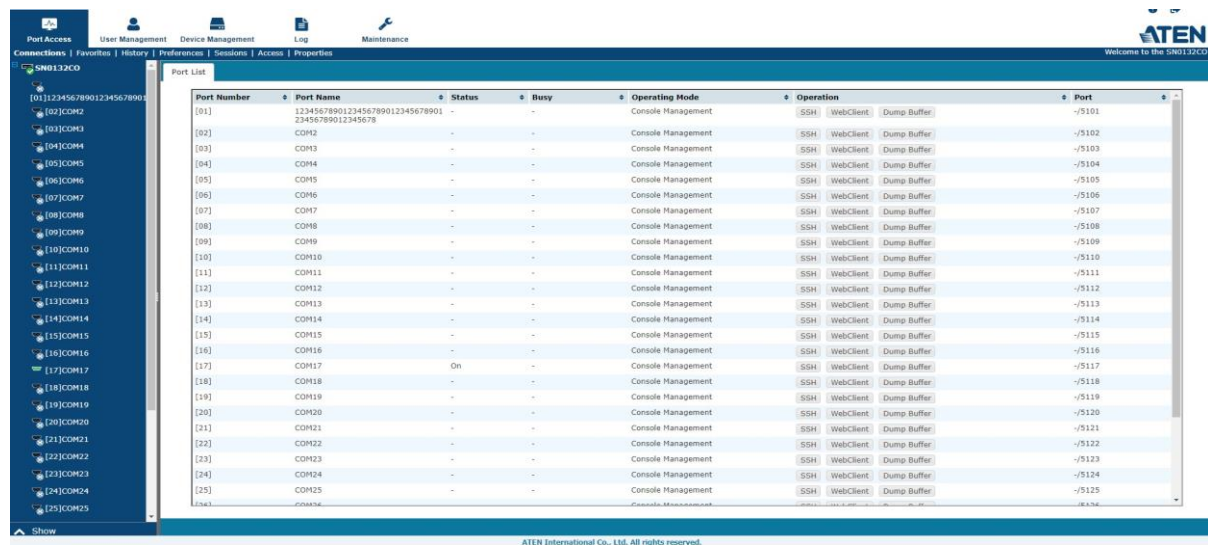 ATEN
Port Access User Management Device Management Log Maintenance
Connections | Favorites | History | Preferences | Sessions | Access | Properties
Welcome to the SN0132CO
SN0132CO
[01]123456789012345678901
[02]COM2
[03]COM3
[04]COM4
[05]COM5
[06]COM6
[07]COM7
[08]COM8
[09]COM9
[10]COM10
[11]COM11
[12]COM12
[13]COM13
[14]COM14
[15]COM15
[16]COM16
[17]COM17
[18]COM18
[19]COM19
[20]COM20
[21]COM21
[22]COM22
[23]COM23
[24]COM24
[25]COM25
Show
Port List
Port Number Port Name Status Busy Operating Mode Operation Port
[01] 1234567890123456789012345678901 - - Console Management SSH WebClient Dump Buffer -/5101
23456789012345678
[02] COM2 - - Console Management SSH WebClient Dump Buffer -/5102
[03] COM3 - - Console Management SSH WebClient Dump Buffer -/5103
[04] COM4 - - Console Management SSH WebClient Dump Buffer -/5104
[05] COM5 - - Console Management SSH WebClient Dump Buffer -/5105
[06] COM6 - - Console Management SSH WebClient Dump Buffer -/5106
[07] COM7 - - Console Management SSH WebClient Dump Buffer -/5107
[08] COM8 - - Console Management SSH WebClient Dump Buffer -/5108
[09] COM9 - - Console Management SSH WebClient Dump Buffer -/5109
[10] COM10 - - Console Management SSH WebClient Dump Buffer -/5110
[11] COM11 - - Console Management SSH WebClient Dump Buffer -/5111
[12] COM12 - - Console Management SSH WebClient Dump Buffer -/5112
[13] COM13 - - Console Management SSH WebClient Dump Buffer -/5113
[14] COM14 - - Console Management SSH WebClient Dump Buffer -/5114
[15] COM15 - - Console Management SSH WebClient Dump Buffer -/5115
[16] COM16 - - Console Management SSH WebClient Dump Buffer -/5116
[17] COM17 On - Console Management SSH WebClient Dump Buffer -/5117
[18] COM18 - - Console Management SSH WebClient Dump Buffer -/5118
[19] COM19 - - Console Management SSH WebClient Dump Buffer -/5119
[20] COM20 - - Console Management SSH WebClient Dump Buffer -/5120
[21] COM21 - - Console Management SSH WebClient Dump Buffer -/5121
[22] COM22 - - Console Management SSH WebClient Dump Buffer -/5122
[23] COM23 - - Console Management SSH WebClient Dump Buffer -/5123
[24] COM24 - - Console Management SSH WebClient Dump Buffer -/5124
[25] COM25 - - Console Management SSH WebClient Dump Buffer -/5125
ATEN International Co., Ltd. All rights reserved.